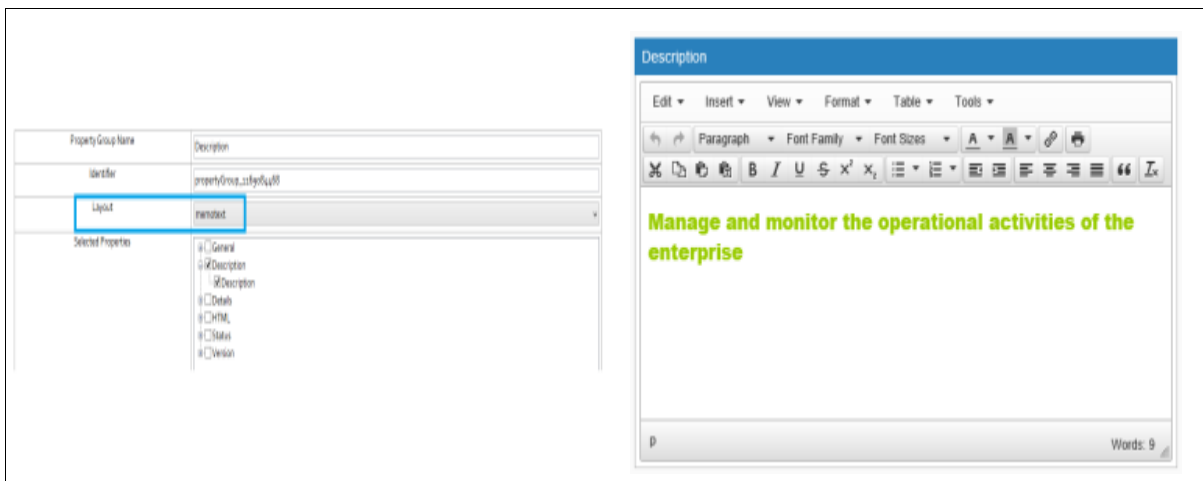 Property Group Name
Description
Identifier
Layout
memotext
Selected Properties
General
Description
Description
Details
HTML
Status
Version
Description
Edit Insert View Format Table Tools
Paragraph Font Family Font Sizes A A
B I U S x² x₂
Manage and monitor the operational activities of the
enterprise
p
Words: 9